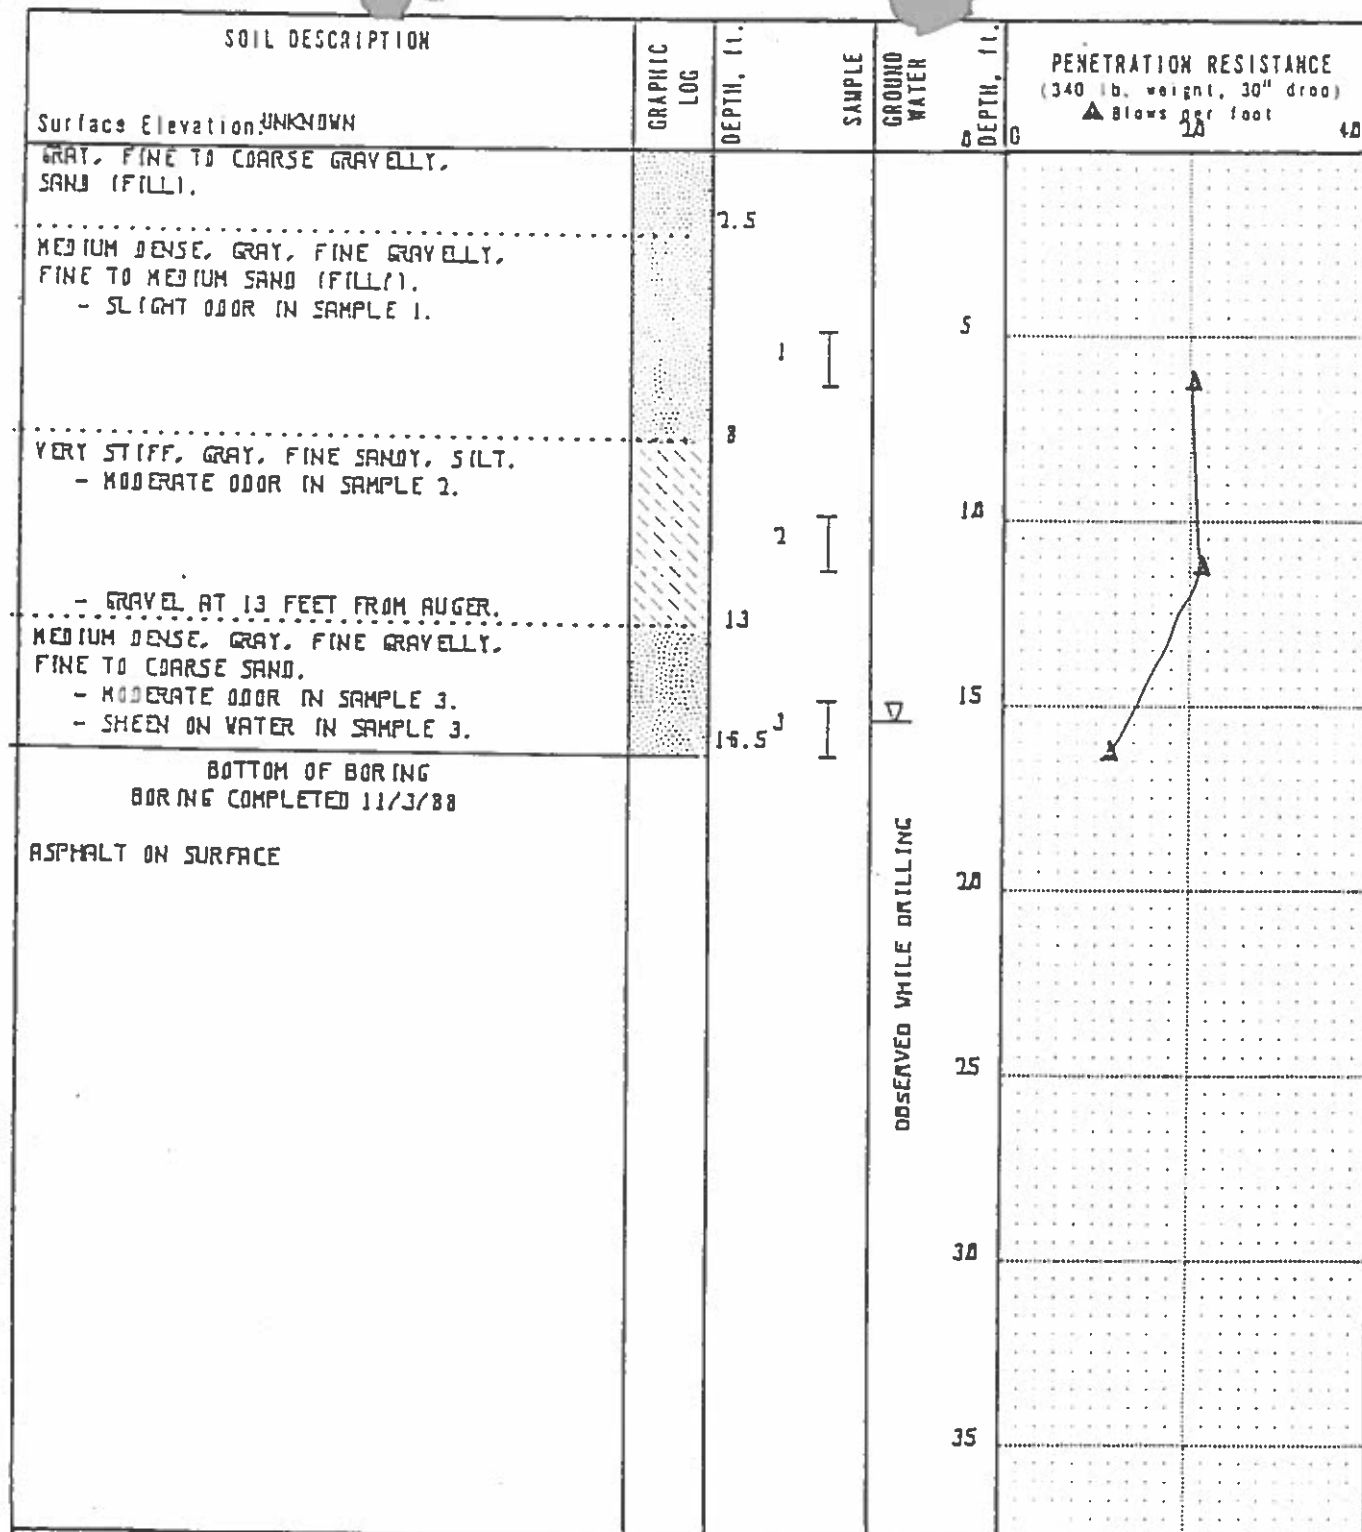 SOIL DESCRIPTION
Surface Elevation: UNKNOWN
GRAPHIC LOG
DEPTH, ft.
SAMPLE
GROUND WATER
DEPTH, ft.
PENETRATION RESISTANCE
(340 lb. weight, 30" drop)
▲ Blows per foot
0 0 20 40
GRAY, FINE TO COARSE GRAVELLY,
SAND (FILL).
2.5
MEDIUM DENSE, GRAY, FINE GRAVELLY,
FINE TO MEDIUM SAND (FILL/).
- SLIGHT ODOR IN SAMPLE 1.
5
1
8
VERY STIFF, GRAY, FINE SANDY, SILT.
- MODERATE ODOR IN SAMPLE 2.
10
2
- GRAVEL AT 13 FEET FROM AUGER.
13
MEDIUM DENSE, GRAY, FINE GRAVELLY,
FINE TO COARSE SAND.
- MODERATE ODOR IN SAMPLE 3.
15
- SHEEN ON WATER IN SAMPLE 3.
3
16.5
BOTTOM OF BORING
BORING COMPLETED 11/3/88
ASPHALT ON SURFACE
OBSERVED WHILE DRILLING
20
25
30
35